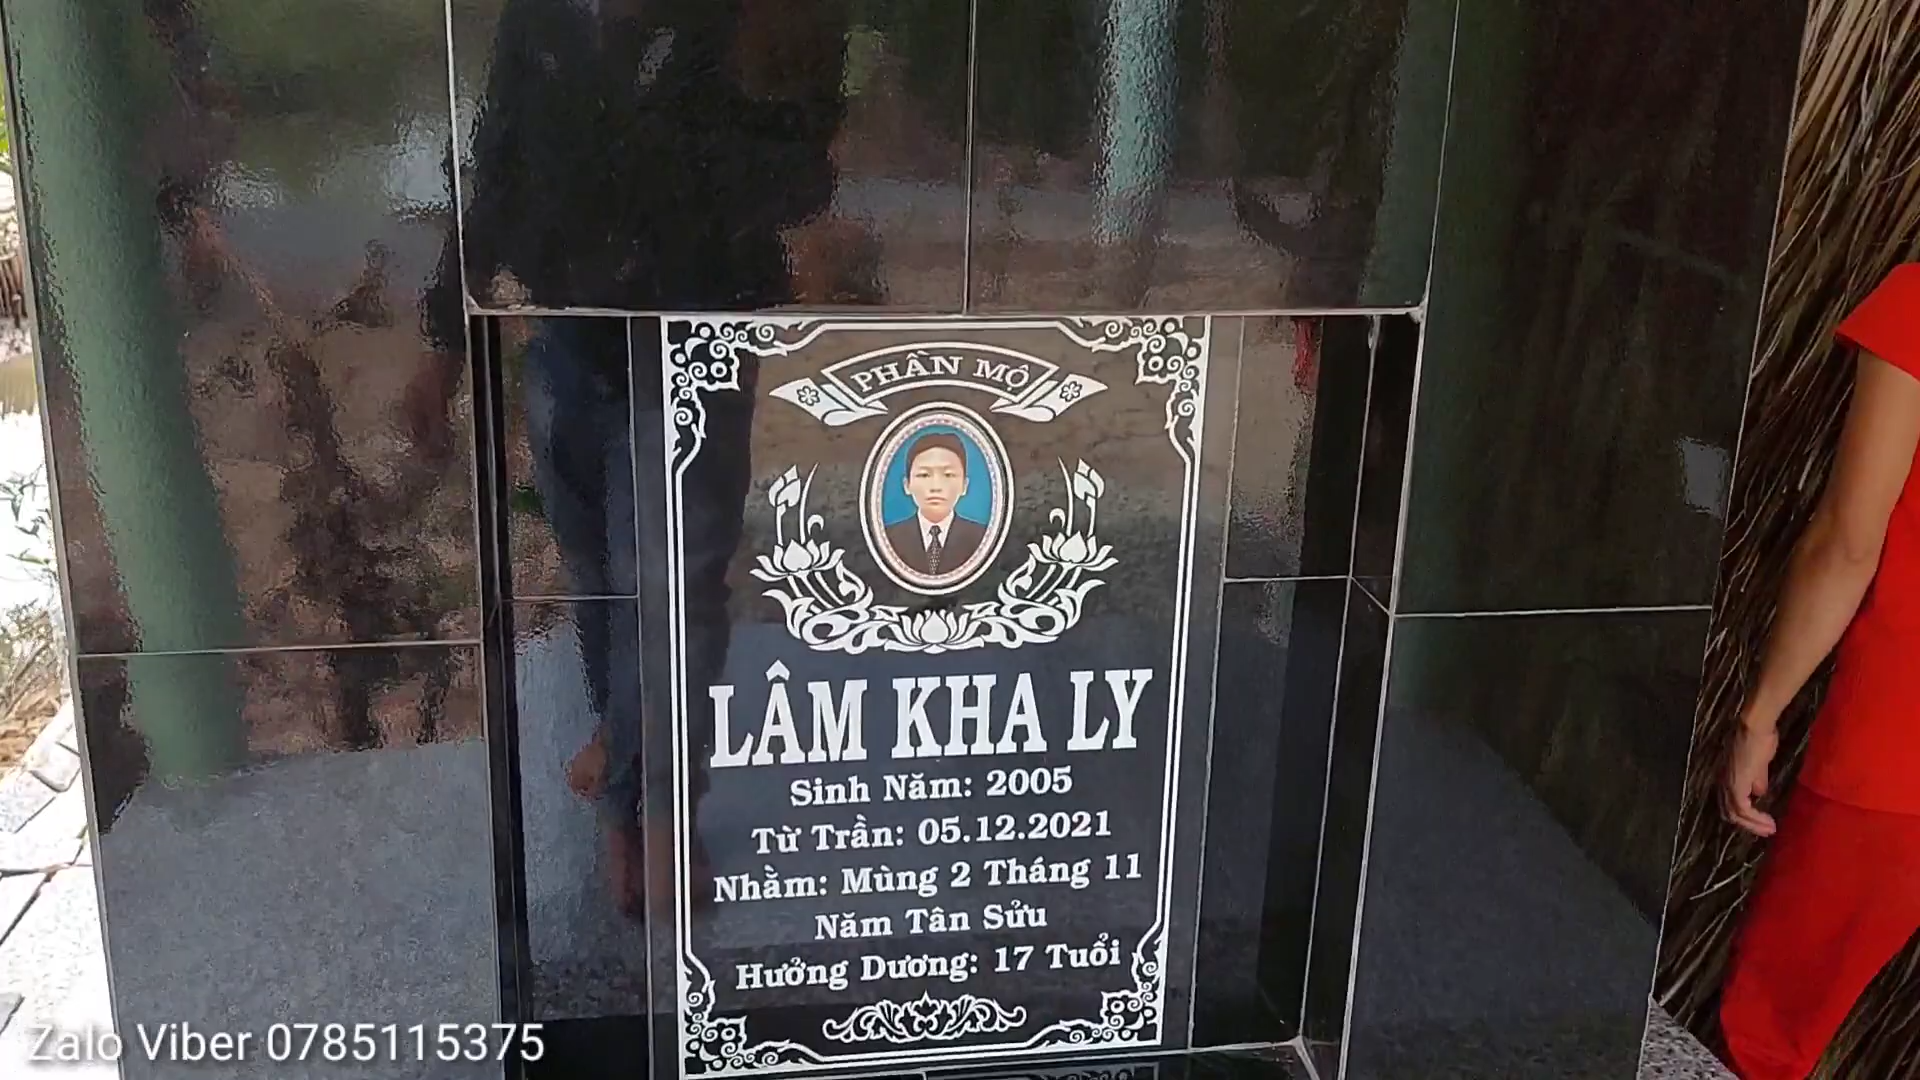 PHẦN MỘ
LÂM KHA LY
Sinh Năm: 2005
Từ Trần: 05.12.2021
Nhằm: Mùng 2 Tháng 11
Năm Tân Sửu
Hưởng Dương: 17 Tuổi
Zalo Viber 0785115375